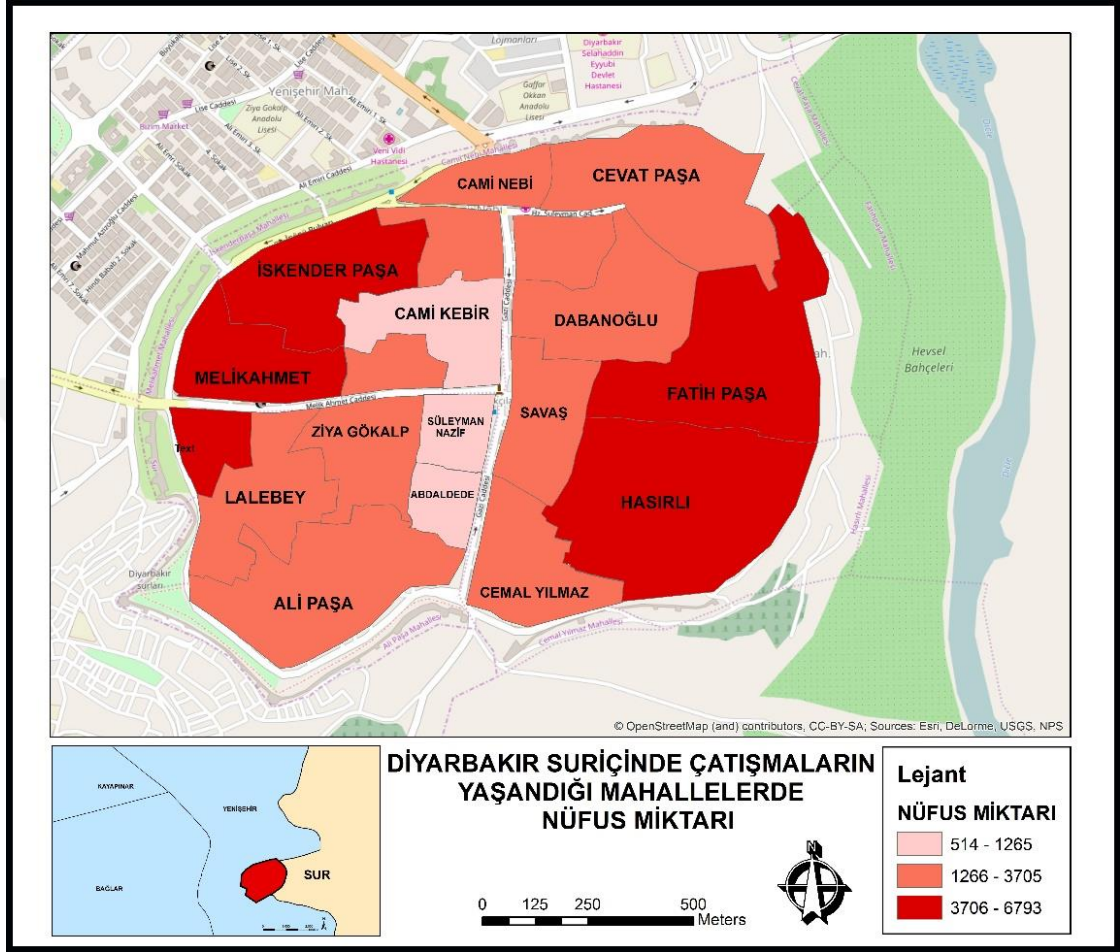 Lojmanları
Diyarbakır
Selahaddin
Eyyubi
Devlet
Hastanesi
Gaffar
Okkan
Anadolu
Lisesi
Yenişehir Mah.
Lise Caddesi
Bizim Market
Ziya Gökalp
Anadolu
Lisesi
Veni Vidi
Hastanesi
Ali Emiri Caddesi
CAMİ NEBİ
CEVAT PAŞA
İSKENDER PAŞA
CAMİ KEBİR
DABANOĞLU
MELİKAHMET
Melik Ahmet Caddesi
Gazi Caddesi
FATİH PAŞA
Hevsel
Bahçeleri
SAVAŞ
ZİYA GÖKALP
SÜLEYMAN
NAZİF
Text
LALEBEY
ABDALDEDE
Gazi Caddesi
HASIRLI
Hasırlı Mahallesi
Diyarbakır
Surları
ALİ PAŞA
CEMAL YILMAZ
Ali Paşa Mahallesi
Cemal Yılmaz Mahallesi
© OpenStreetMap (and) contributors, CC-BY-SA; Sources: Esri, DeLorme, USGS, NPS
KAYAPINAR
YENİŞEHİR
BAĞLAR
SUR
DİYARBAKIR SURİÇİNDE ÇATIŞMALARIN
YAŞANDIĞI MAHALLELERDE
NÜFUS MİKTARI
0 125 250 500
Meters
N
Lejant
NÜFUS MİKTARI
514 - 1265
1266 - 3705
3706 - 6793